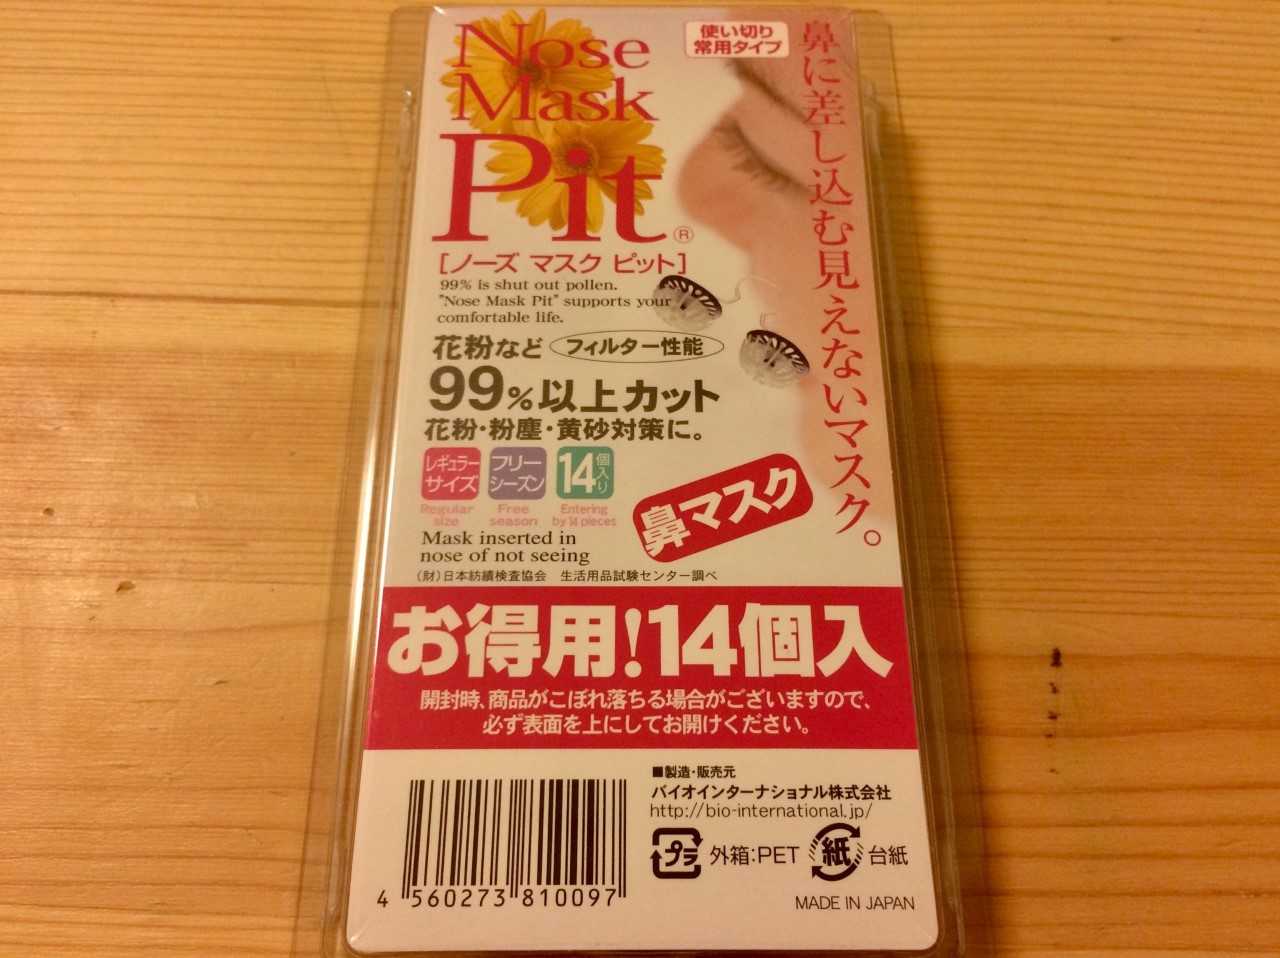 Nose
Mask
Pit®
使い切り
常用タイプ
鼻に差し込む見えないマスク。
[ノーズ マスク ピット]
99% is shut out pollen.
"Nose Mask Pit" supports your
comfortable life.
花粉など フィルター性能
99%以上カット
花粉・粉塵・黄砂対策に。
レギュラー
サイズ
フリー
シーズン
14個入り
Regular
size
Free
season
Entering
by 14 pieces
鼻マスク
Mask inserted in
nose of not seeing
(財)日本紡績検査協会 生活用品試験センター調べ
お得用!14個入
開封時、商品がこぼれ落ちる場合がございますので、
必ず表面を上にしてお開けください。
■製造・販売元
バイオインターナショナル株式会社
http://bio-international.jp/
プラ 外箱:PET 紙 台紙
4 560273 810097
MADE IN JAPAN